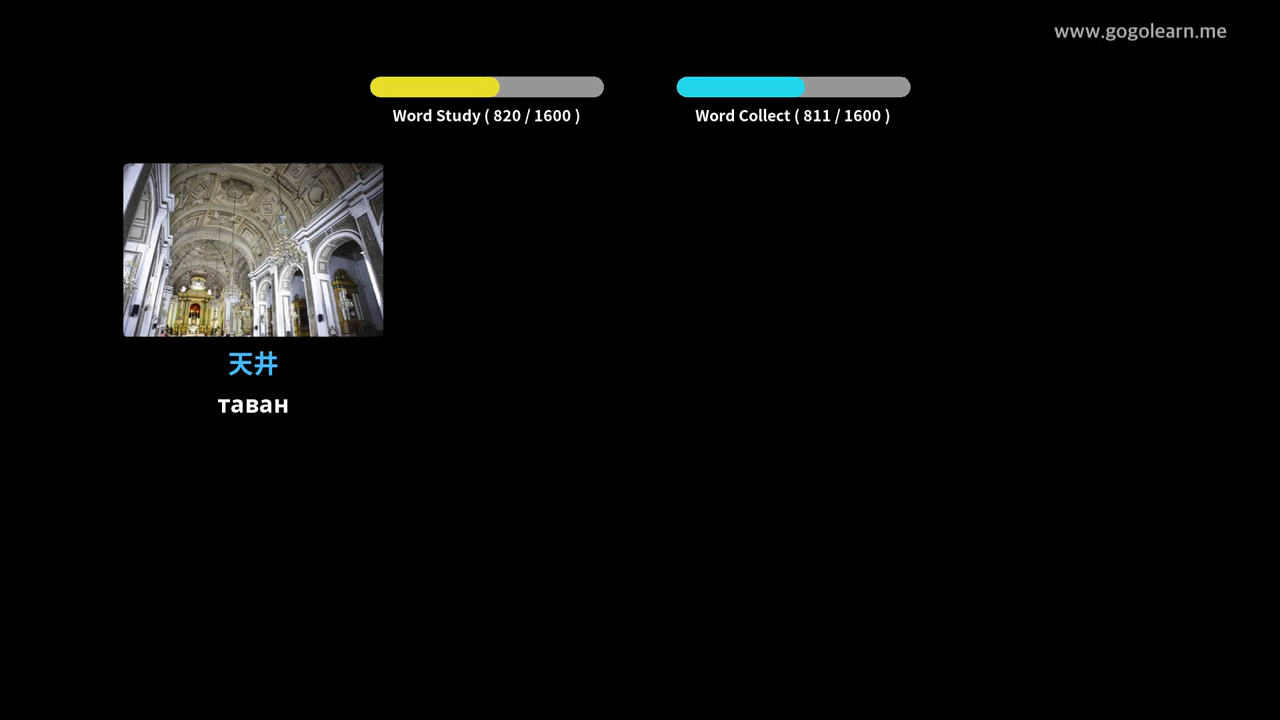 www.gogolearn.me
Word Study ( 820 / 1600 )
Word Collect ( 811 / 1600 )
天井
таван